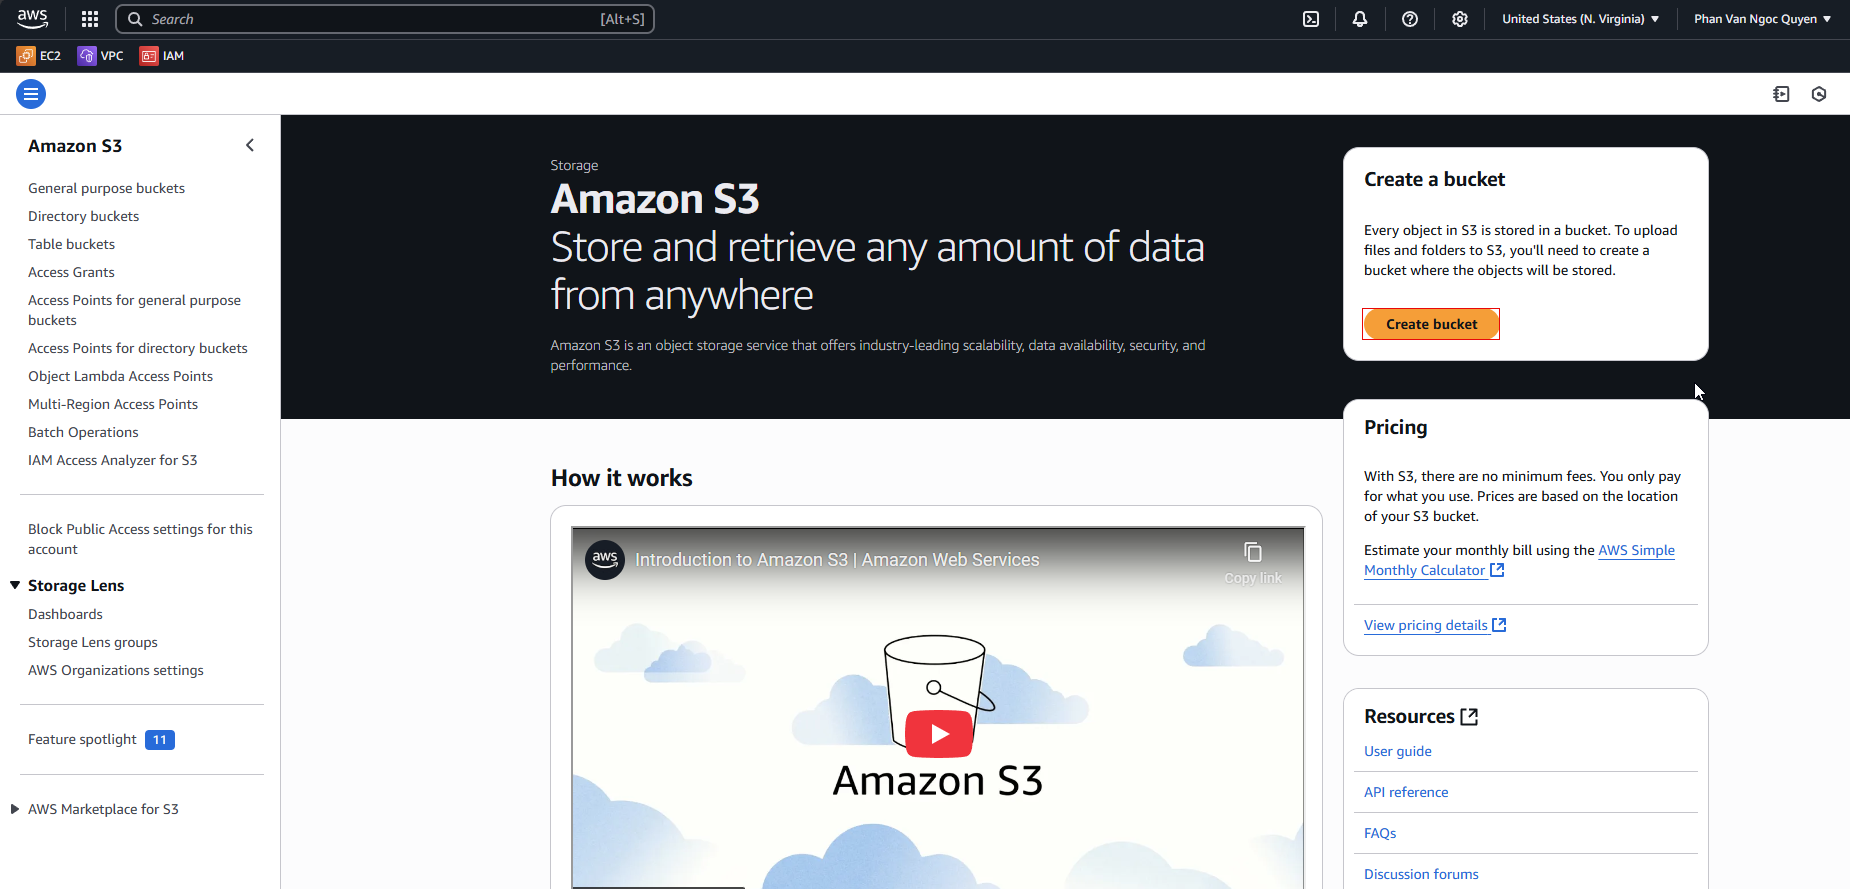 aws
Search
[Alt+S]
United States (N. Virginia)
Phan Van Ngoc Quyen
EC2
VPC
IAM
Amazon S3
General purpose buckets
Directory buckets
Table buckets
Access Grants
Access Points for general purpose
buckets
Access Points for directory buckets
Object Lambda Access Points
Multi-Region Access Points
Batch Operations
IAM Access Analyzer for S3
Block Public Access settings for this
account
Storage Lens
Dashboards
Storage Lens groups
AWS Organizations settings
Feature spotlight 11
AWS Marketplace for S3
Storage
Amazon S3
Store and retrieve any amount of data
from anywhere
Amazon S3 is an object storage service that offers industry-leading scalability, data availability, security, and
performance.
How it works
aws
Introduction to Amazon S3 | Amazon Web Services
Copy link
Amazon S3
Create a bucket
Every object in S3 is stored in a bucket. To upload
files and folders to S3, you'll need to create a
bucket where the objects will be stored.
Create bucket
Pricing
With S3, there are no minimum fees. You only pay
for what you use. Prices are based on the location
of your S3 bucket.
Estimate your monthly bill using the AWS Simple
Monthly Calculator
View pricing details
Resources
User guide
API reference
FAQs
Discussion forums